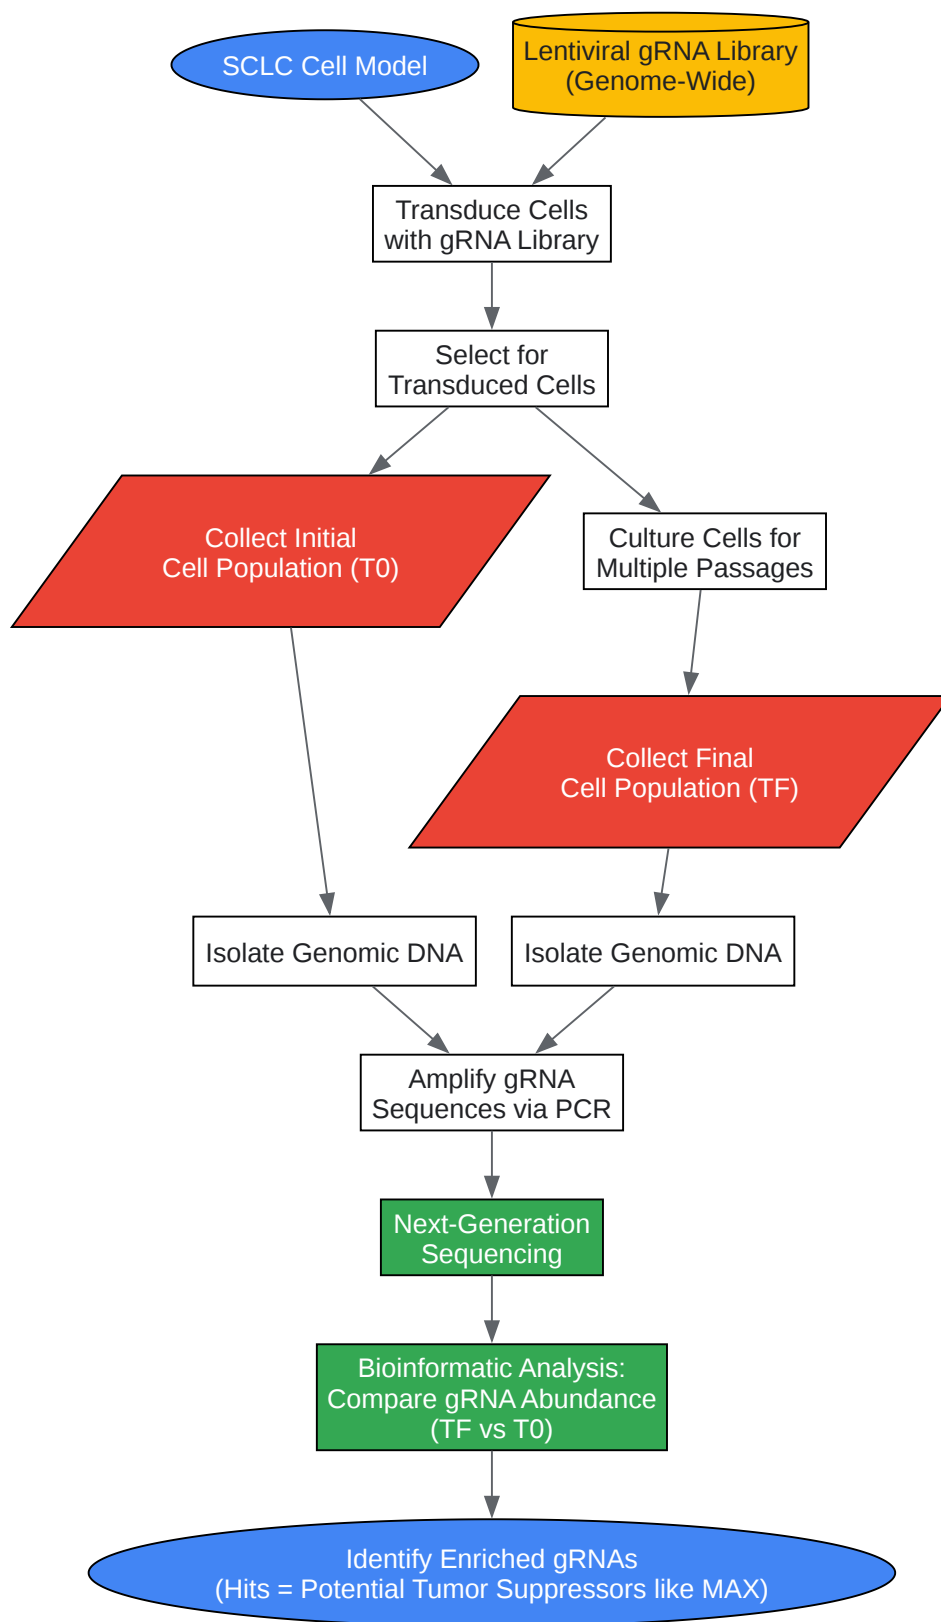 SCLC Cell Model
Lentiviral gRNA Library
(Genome-Wide)
Transduce Cells
with gRNA Library
Select for
Transduced Cells
Collect Initial
Cell Population (T0)
Culture Cells for
Multiple Passages
Collect Final
Cell Population (TF)
Isolate Genomic DNA
Isolate Genomic DNA
Amplify gRNA
Sequences via PCR
Next-Generation
Sequencing
Bioinformatic Analysis:
Compare gRNA Abundance
(TF vs T0)
Identify Enriched gRNAs
(Hits = Potential Tumor Suppressors like MAX)